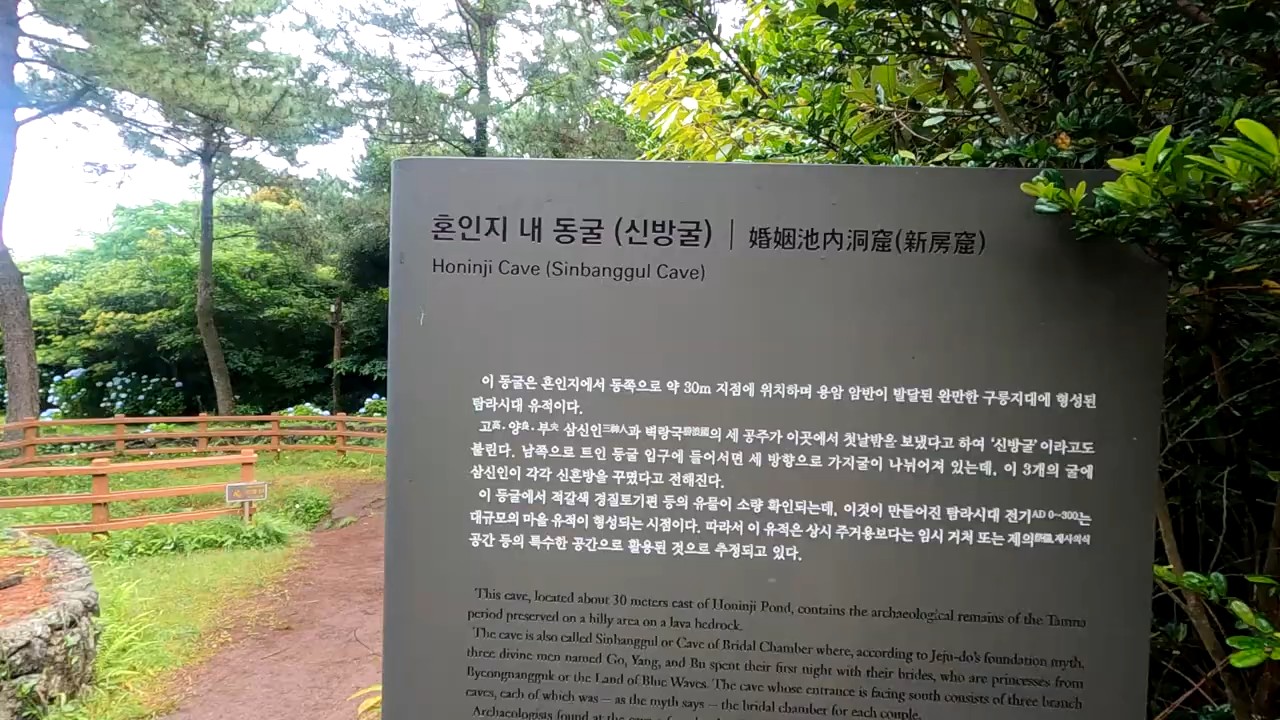 혼인지 내 동굴 (신방굴) | 婚姻池內洞窟(新房窟)
Honinji Cave (Sinbanggul Cave)
이 동굴은 혼인지에서 동쪽으로 약 30m 지점에 위치하며 용암 암반이 발달된 완만한 구릉지대에 형성된
탐라시대 유적이다.
고高·양良·부夫 삼신인三神人과 벽랑국碧浪國의 세 공주가 이곳에서 첫날밤을 보냈다고 하여 '신방굴'이라고도
불린다. 남쪽으로 트인 동굴 입구에 들어서면 세 방향으로 가지굴이 나뉘어져 있는데, 이 3개의 굴에
삼신인이 각각 신혼방을 꾸몄다고 전해진다.
이 동굴에서 적갈색 경질토기편 등의 유물이 소량 확인되는데, 이것이 만들어진 탐라시대 전기AD 0~300는
대규모의 마을 유적이 형성되는 시점이다. 따라서 이 유적은 상시 주거용보다는 임시 거처 또는 제의祭儀,제사의식
공간 등의 특수한 공간으로 활용된 것으로 추정되고 있다.
This cave, located about 30 meters east of Honinji Pond, contains the archaeological remains of the Tamna
period preserved on a hilly area on a lava bedrock.
The cave is also called Sinbanggul or Cave of Bridal Chamber where, according to Jeju-do's foundation myth,
three divine men named Go, Yang, and Bu spent their first night with their brides, who are princesses from
Byeongnangguk or the Land of Blue Waves. The cave whose entrance is facing south consists of three branch
caves, each of which was – as the myth says – the bridal chamber for each couple.
Archaeologists found at the